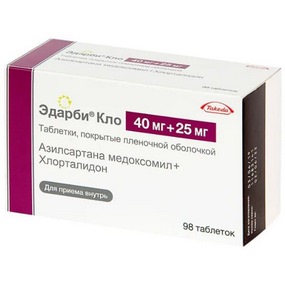 Эдарби® Кло
40 мг+25 мг
Takeda
Таблетки, покрытые пленочной оболочкой
Азилсартана медоксомил+
Хлорталидон
Для приема внутрь
98 таблеток